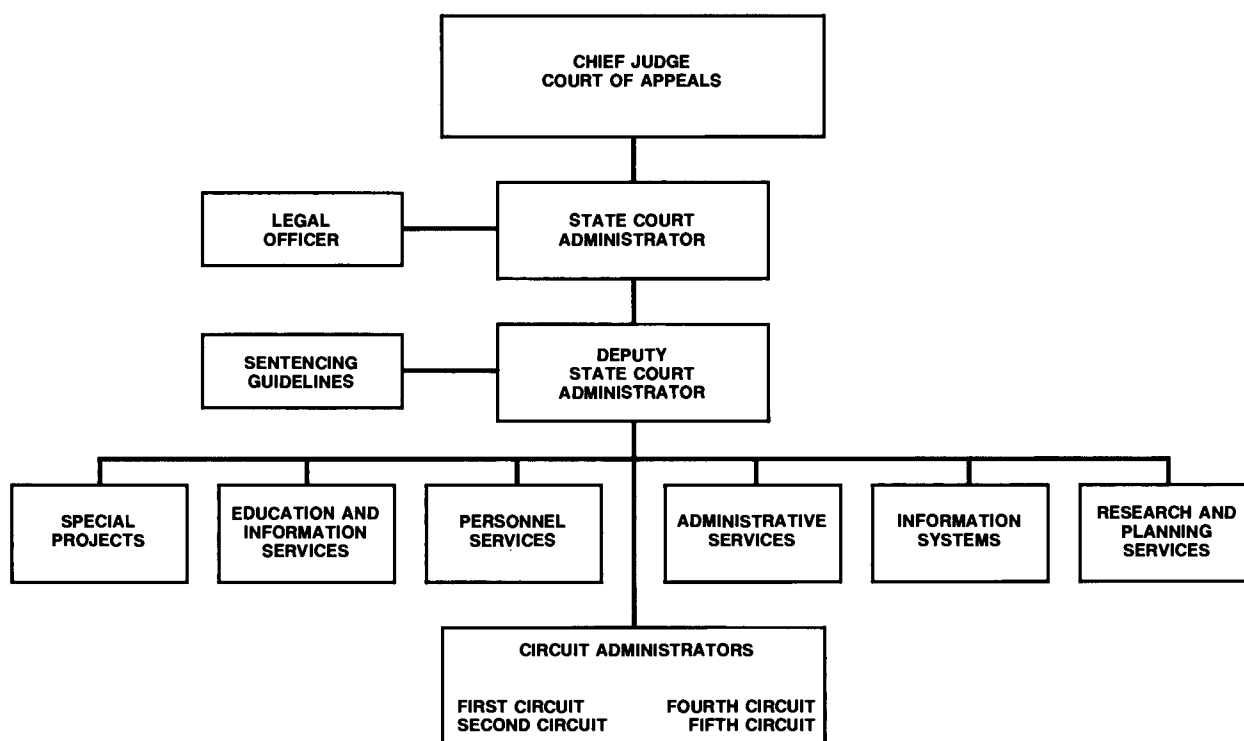 CHIEF JUDGE
COURT OF APPEALS
LEGAL
OFFICER
STATE COURT
ADMINISTRATOR
SENTENCING
GUIDELINES
DEPUTY
STATE COURT
ADMINISTRATOR
SPECIAL
PROJECTS
EDUCATION AND
INFORMATION
SERVICES
PERSONNEL
SERVICES
ADMINISTRATIVE
SERVICES
INFORMATION
SYSTEMS
RESEARCH AND
PLANNING
SERVICES
CIRCUIT ADMINISTRATORS
FIRST CIRCUIT FOURTH CIRCUIT
SECOND CIRCUIT FIFTH CIRCUIT